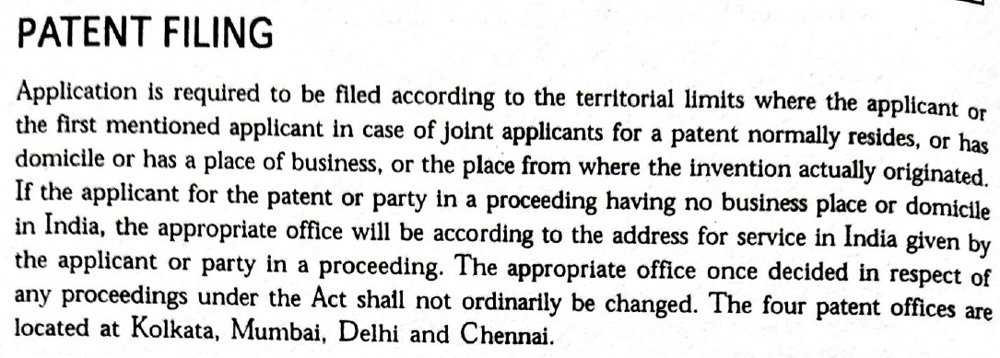 PATENT FILING
Application is required to be filed according to the territorial limits where the applicant or
the first mentioned applicant in case of joint applicants for a patent normally resides, or has
domicile or has a place of business, or the place from where the invention actually originated.
If the applicant for the patent or party in a proceeding having no business place or domicile
in India, the appropriate office will be according to the address for service in India given by
the applicant or party in a proceeding. The appropriate office once decided in respect of
any proceedings under the Act shall not ordinarily be changed. The four patent offices are
located at Kolkata, Mumbai, Delhi and Chennai.